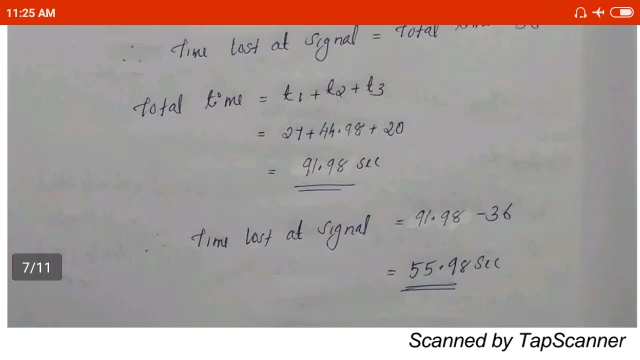 11:25 AM
∴ Time lost at signal = Total
Total time = t1 + t2 + t3
= 27+44.98 + 20
= 91.98 sec
Time lost at signal = 91.98 -36
= 55.98 sec
7/11
Scanned by TapScanner